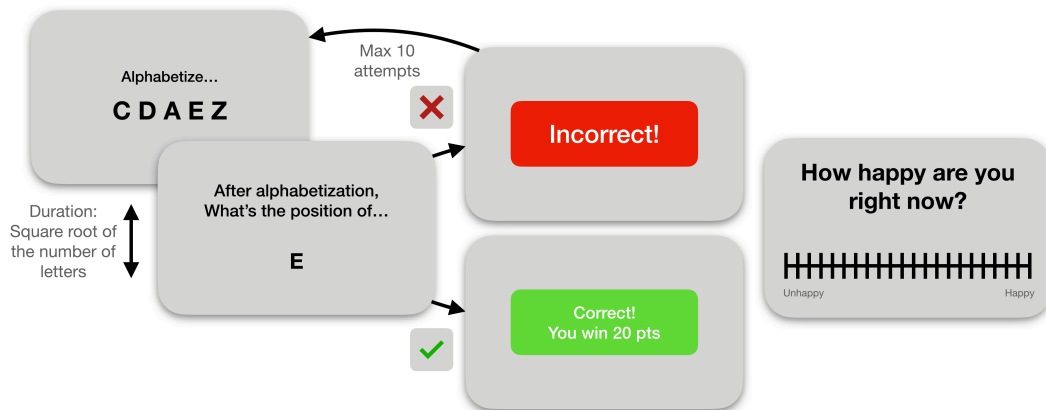 Alphabetize…
C D A E Z
Max 10
attempts
After alphabetization,
What's the position of…
E
Duration:
Square root of
the number of
letters
Incorrect!
Correct!
You win 20 pts
How happy are you
right now?
Unhappy
Happy